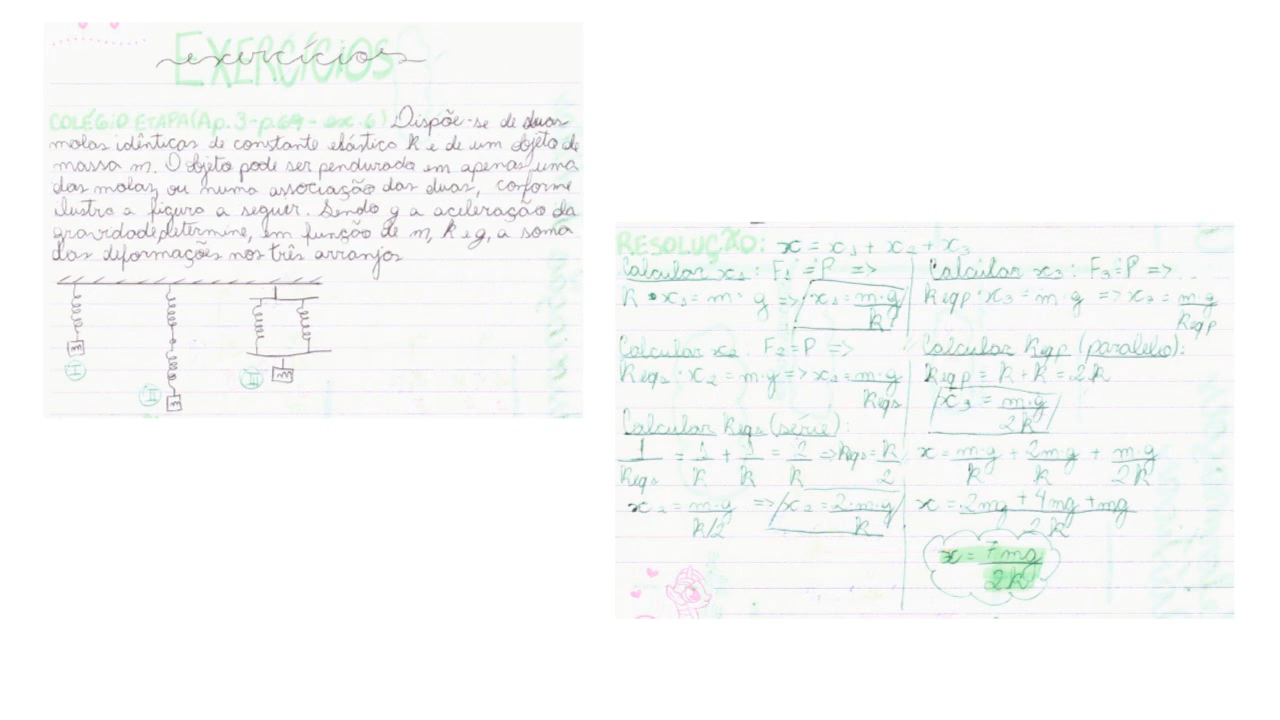 EXERCÍCIOS
exercícios
COLÉGIO ETAPA (Ap. 3-p.69 - ex. 6) Dispõe-se de duas
molas idênticas de constante elástica k e de um objeto de
massa m. O objeto pode ser pendurado em apenas uma
das molas, ou numa associação das duas, conforme
ilustra a figura a seguir. Sendo g a aceleração da
gravidade, determine, em função de m, k e g, a soma
das deformações nos três arranjos
m
I
m
II
m
III
RESOLUÇÃO: x = x1 + x2 + x3
Calcular x1: F1 = P =>
k • x1 = m • g => x1 = m·g/k
Calcular x2: F2 = P =>
Keqs · x2 = m·g => x2 = m·g/Keqs
Calcular Keqs (série):
1/Keqs = 1/k + 1/k = 2/k => Keqs = k/2
x2 = m·g/k/2 => x2 = 2·m·g/k
Calcular x3: F3 = P =>
Keqp · x3 = m·g => x3 = m·g/Keqp
Calcular Keqp (paralelo):
Keqp = k + k = 2k
x3 = m·g/2k
x = m·g/k + 2m·g/k + m·g/2k
x = 2mg + 4mg + mg/2k
x = 7mg/2k